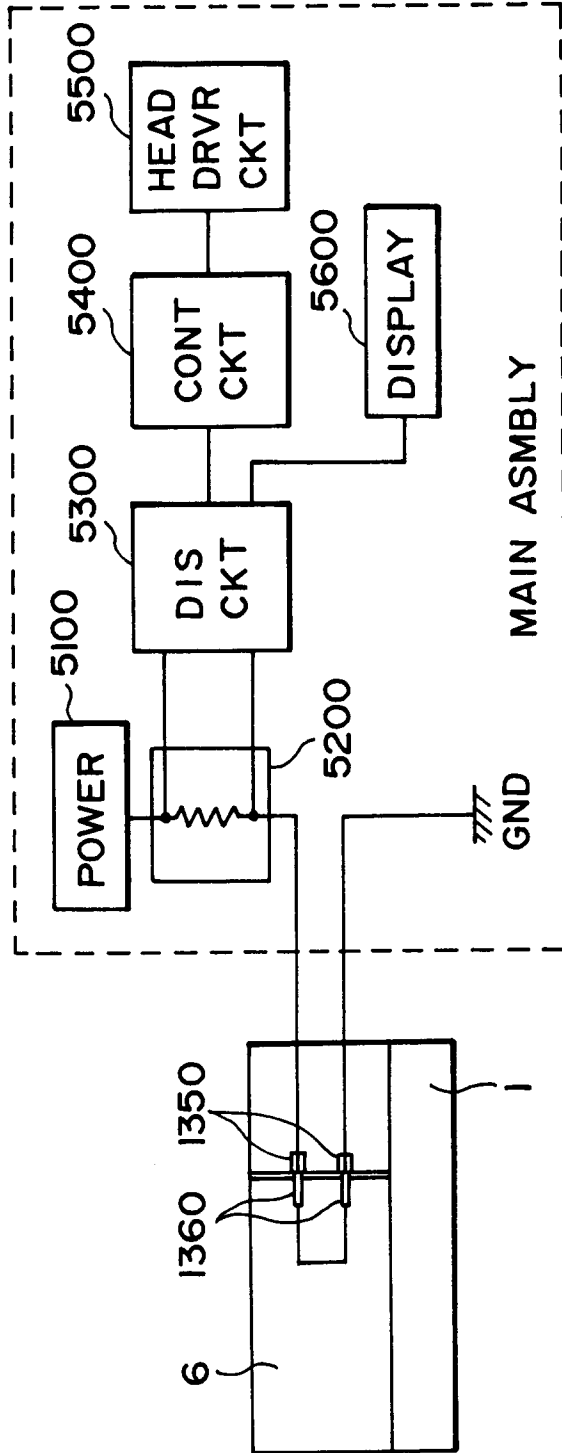 5100
POWER
5200
5300
DIS
CKT
5400
CONT
CKT
5500
HEAD
DRVR
CKT
5600
DISPLAY
MAIN ASMBLY
GND
6
1360
1350
1